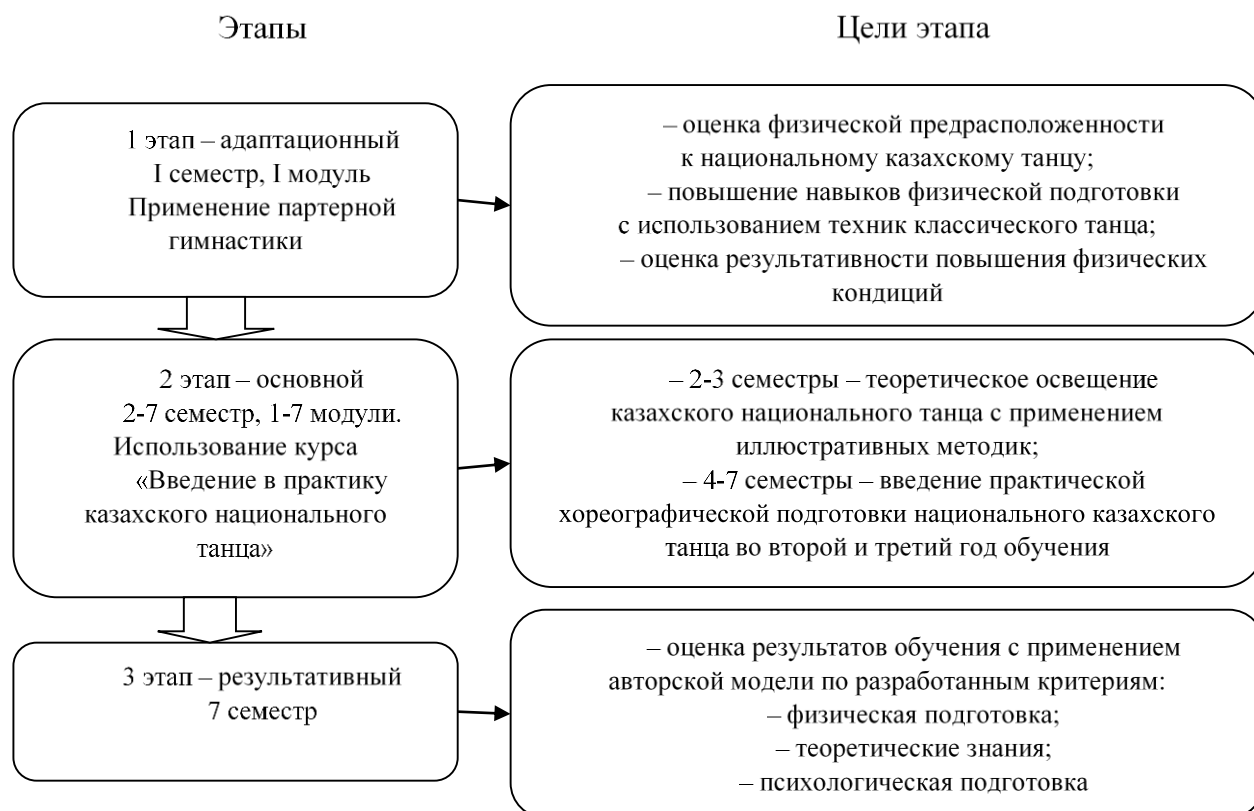 Этапы
Цели этапа
1 этап – адаптационный
I семестр, I модуль
Применение партерной
гимнастики
– оценка физической предрасположенности
к национальному казахскому танцу;
– повышение навыков физической подготовки
с использованием техник классического танца;
– оценка результативности повышения физических
кондиций
2 этап – основной
2-7 семестр, 1-7 модули.
Использование курса
«Введение в практику
казахского национального
танца»
– 2-3 семестры – теоретическое освещение
казахского национального танца с применением
иллюстративных методик;
– 4-7 семестры – введение практической
хореографической подготовки национального казахского
танца во второй и третий год обучения
3 этап – результативный
7 семестр
– оценка результатов обучения с применением
авторской модели по разработанным критериям:
– физическая подготовка;
– теоретические знания;
– психологическая подготовка